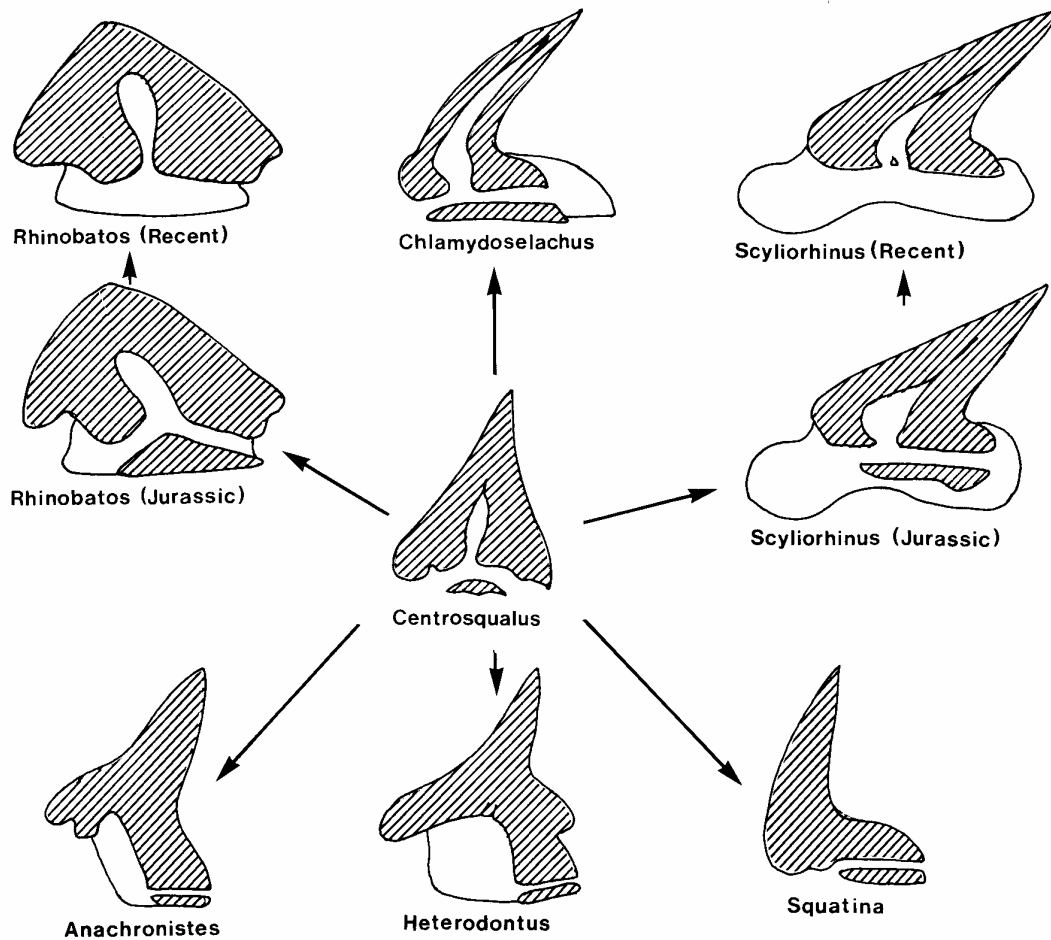 Rhinobatos (Recent)
Chlamydoselachus
Scyliorhinus (Recent)
Rhinobatos (Jurassic)
Scyliorhinus (Jurassic)
Centrosqualus
Anachronistes
Heterodontus
Squatina